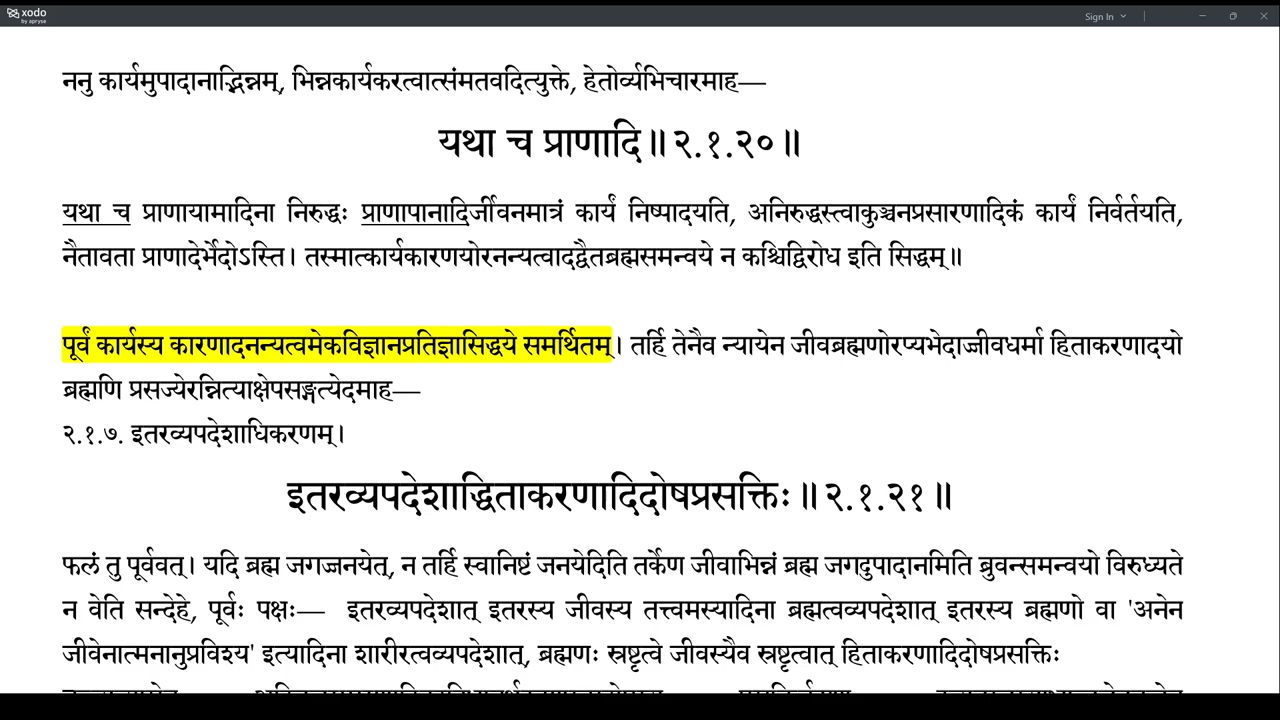 xodo
by apryse
Sign In
ननु कार्यमुपादानाद्भिन्नम्, भिन्नकार्यकरत्वात्संमतवदित्युक्ते, हेतोर्व्यभिचारमाह—
यथा च प्राणादि॥२.१.२०॥
यथा च प्राणायामादिना निरुद्धः प्राणापानादिर्जीवनमात्रं कार्यं निष्पादयति, अनिरुद्धस्त्वाकुञ्चनप्रसारणादिकं कार्यं निर्वर्तयति,
नैतावता प्राणादेर्भेदोऽस्ति। तस्मात्कार्यकारणयोरनन्यत्वादद्वैतब्रह्मसमन्वये न कश्चिद्विरोध इति सिद्धम्॥
पूर्वं कार्यस्य कारणादनन्यत्वमेकविज्ञानप्रतिज्ञासिद्धये समर्थितम्। तर्हि तेनैव न्यायेन जीवब्रह्मणोरप्यभेदाज्जीवधर्मा हिताकरणादयो
ब्रह्मणि प्रसज्येरन्नित्याक्षेपसङ्गत्येदमाह—
२.१.७. इतरव्यपदेशाधिकरणम्।
इतरव्यपदेशाद्धिताकरणादिदोषप्रसक्तिः॥२.१.२१॥
फलं तु पूर्ववत्। यदि ब्रह्म जगज्जनयेत्, न तर्हि स्वानिष्टं जनयेदिति तर्केण जीवाभिन्नं ब्रह्म जगदुपादानमिति ब्रुवन्समन्वयो विरुध्यते
न वेति सन्देहे, पूर्वः पक्षः— इतरव्यपदेशात् इतरस्य जीवस्य तत्त्वमस्यादिना ब्रह्मत्वव्यपदेशात् इतरस्य ब्रह्मणो वा 'अनेन
जीवेनात्मनानुप्रविश्य' इत्यादिना शारीरत्वव्यपदेशात्, ब्रह्मणः स्रष्टृत्वे जीवस्यैव स्रष्टृत्वात् हिताकरणादिदोषप्रसक्तिः